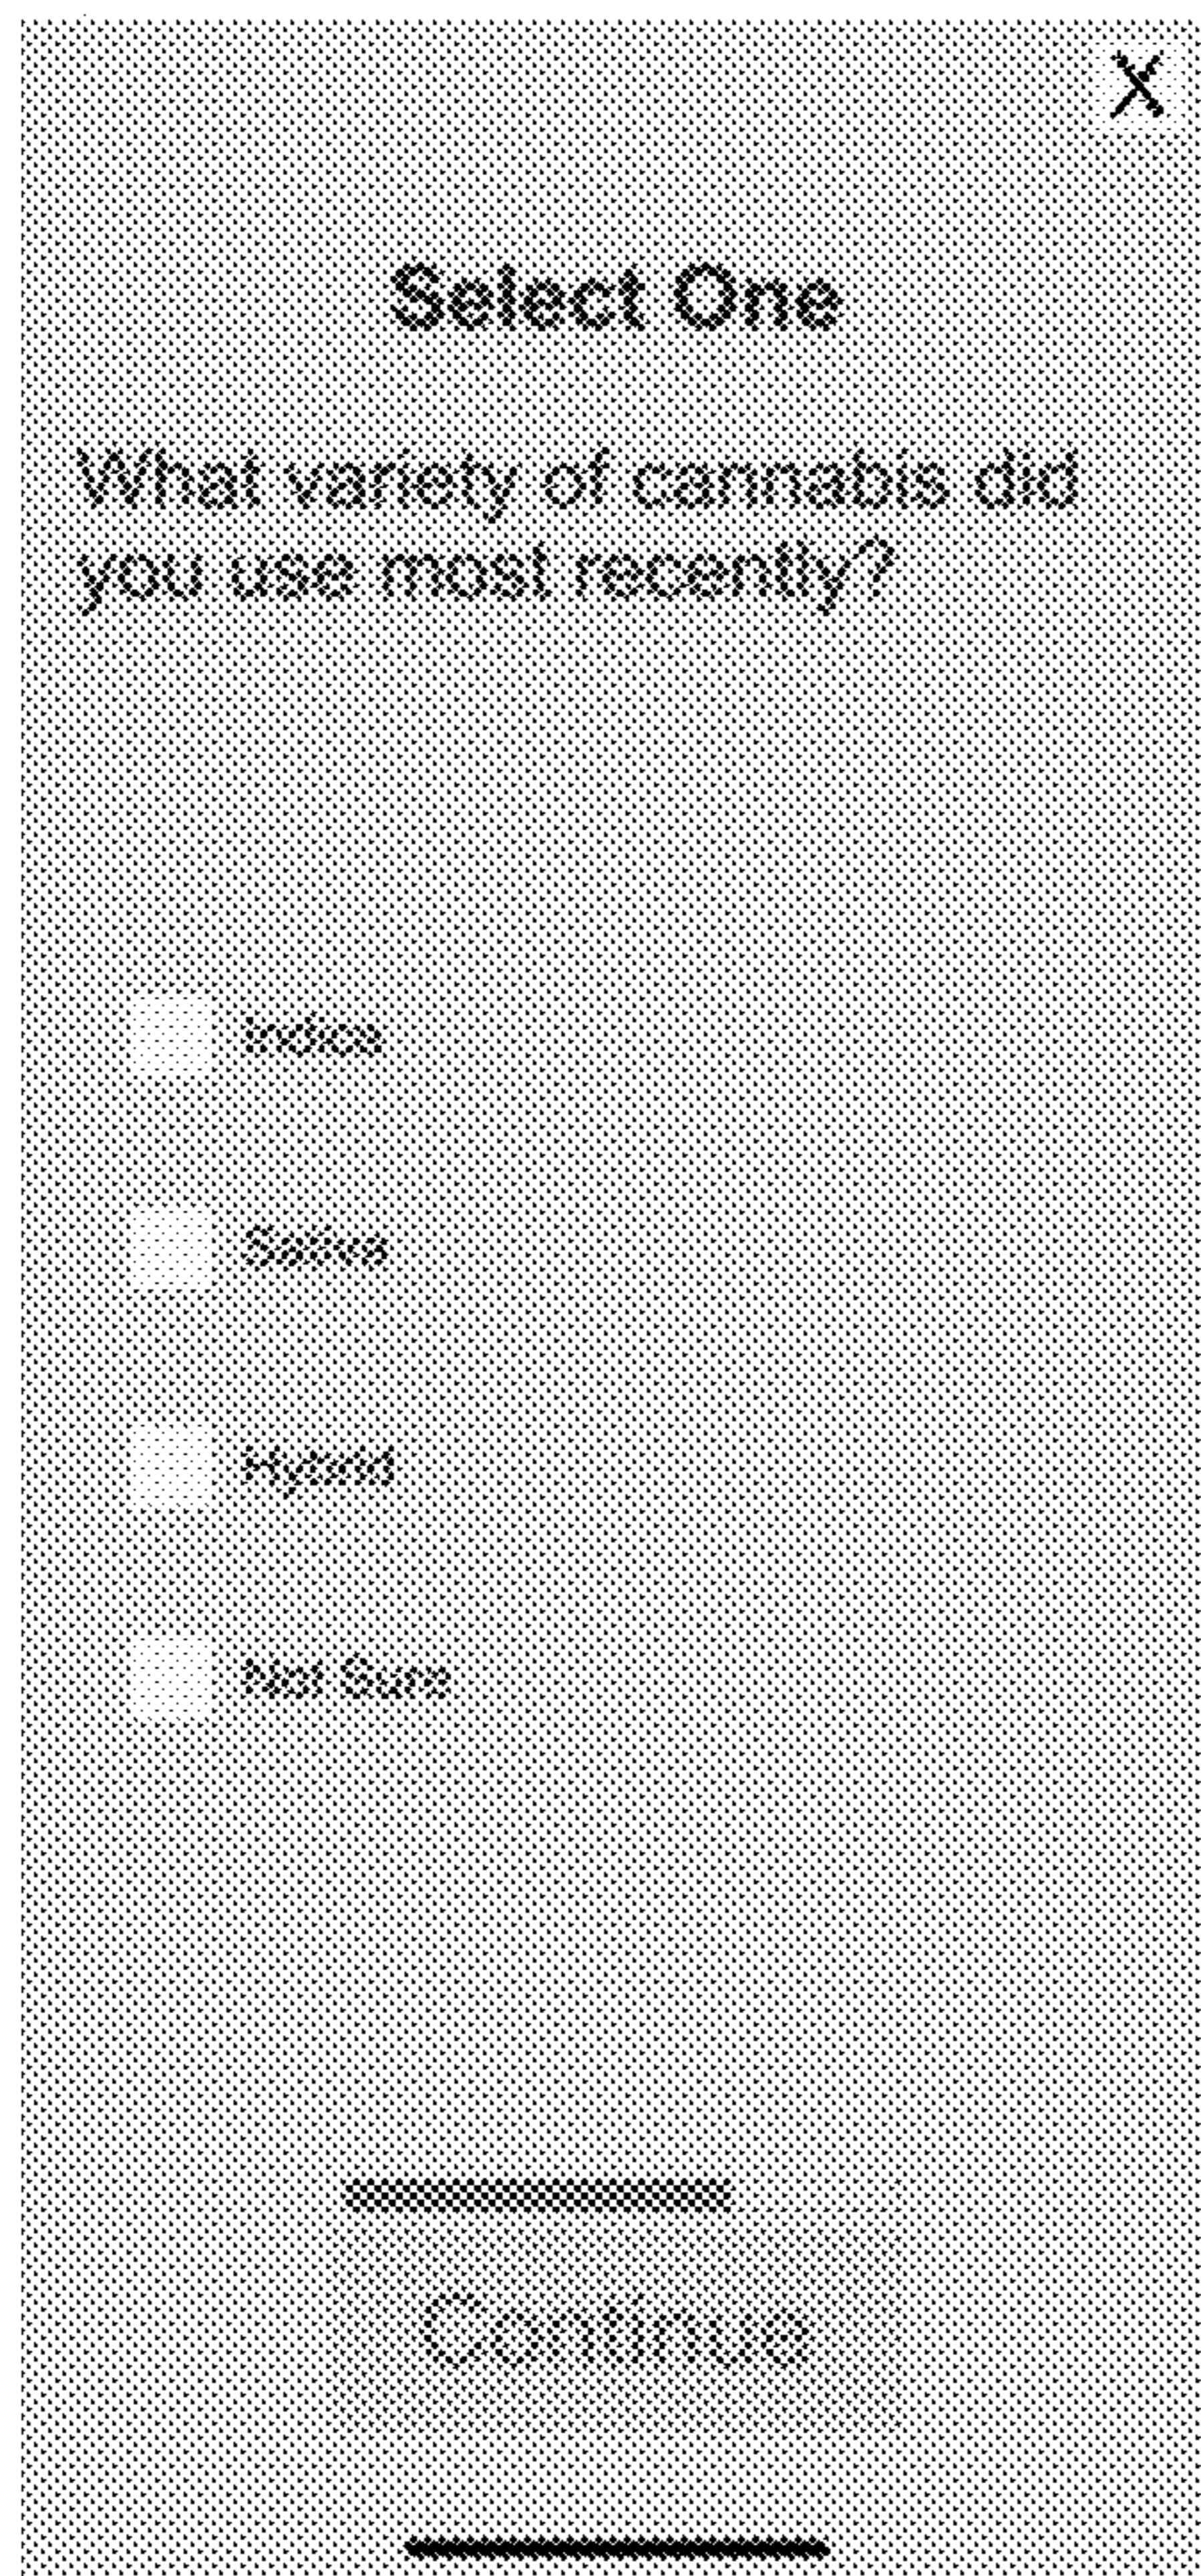 X
Select One
What variety of cannabis did
you use most recently?
Indica
Sativa
Hybrid
Not Sure
Continue